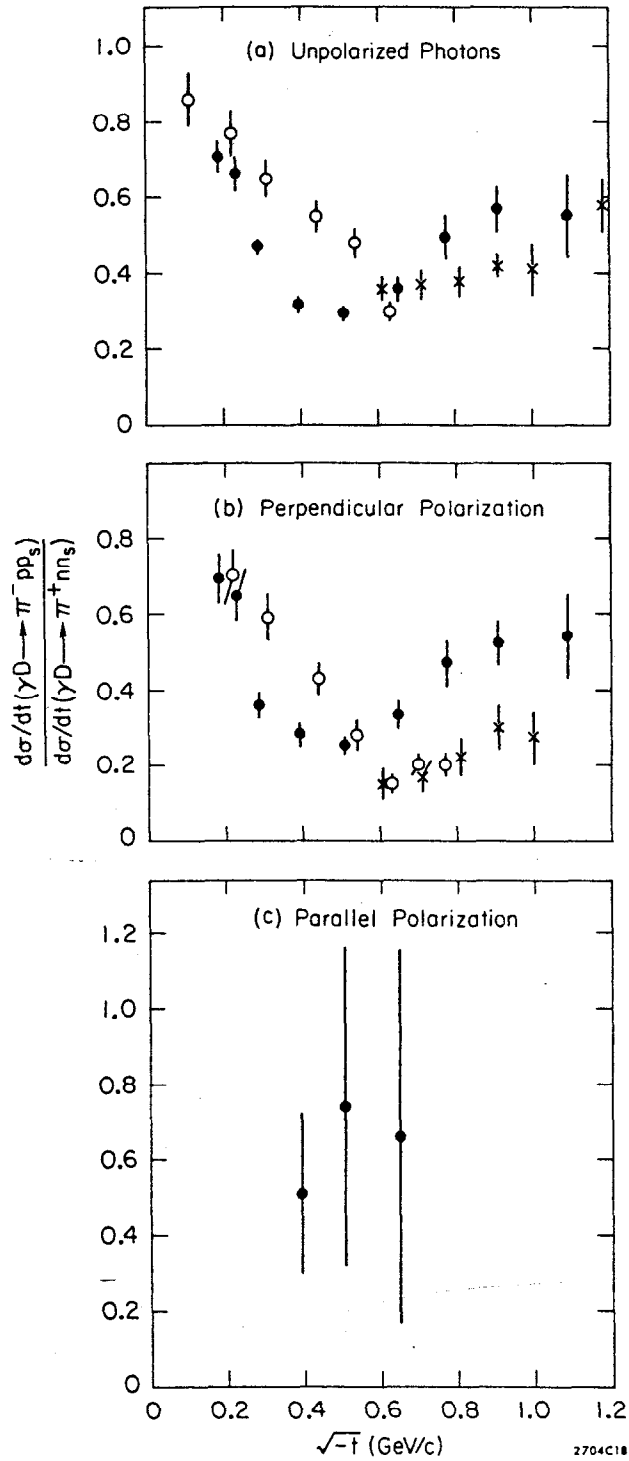 (a) Unpolarized Photons
1.0
0.8
0.6
0.4
0.2
0
(b) Perpendicular Polarization
0.8
0.6
0.4
0.2
0
dσ/dt (γD → π⁻ ppₛ)
dσ/dt (γD → π⁺ nnₛ)
(c) Parallel Polarization
1.2
1.0
0.8
0.6
0.4
0.2
0
0 0.2 0.4 0.6 0.8 1.0 1.2
√-t (GeV/c)
2704C18